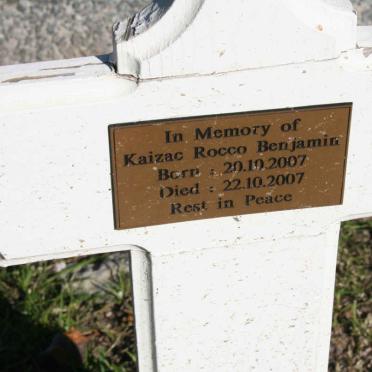 In Memory of
Kaizac Rocco Benjamin
Born : 20.10.2007
Died : 22.10.2007
Rest in Peace